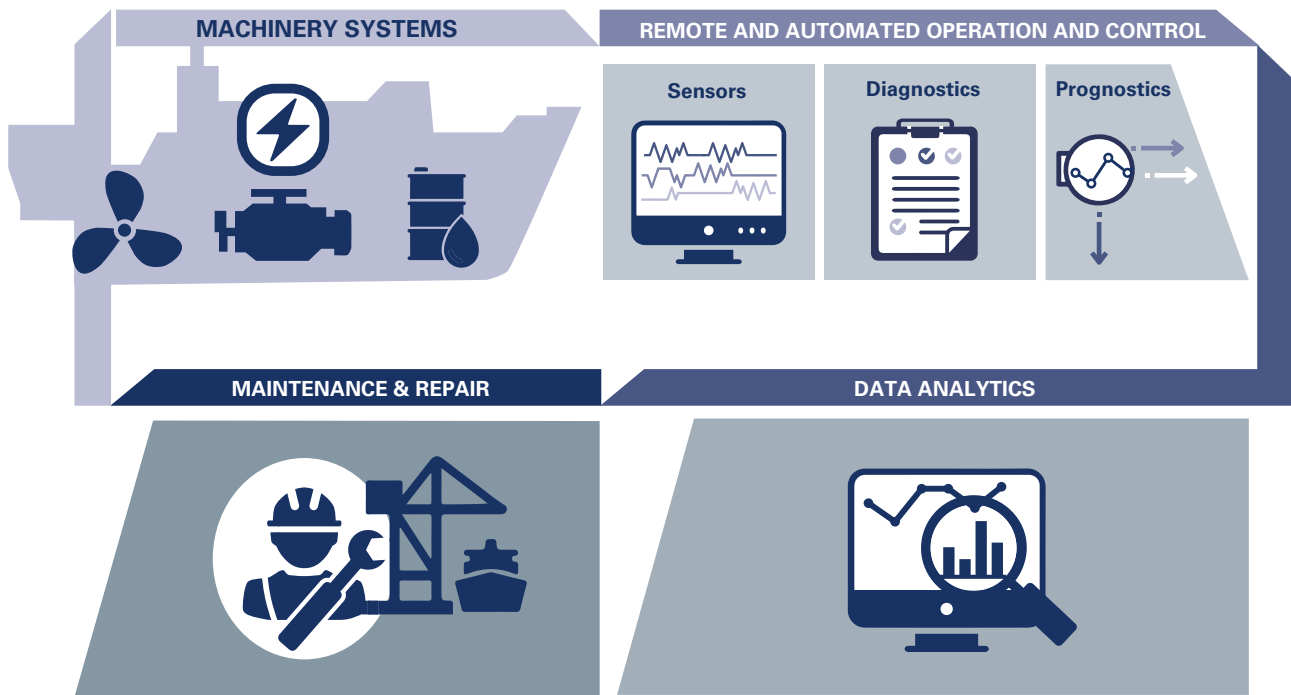 MACHINERY SYSTEMS
REMOTE AND AUTOMATED OPERATION AND CONTROL
Sensors
Diagnostics
Prognostics
MAINTENANCE & REPAIR
DATA ANALYTICS